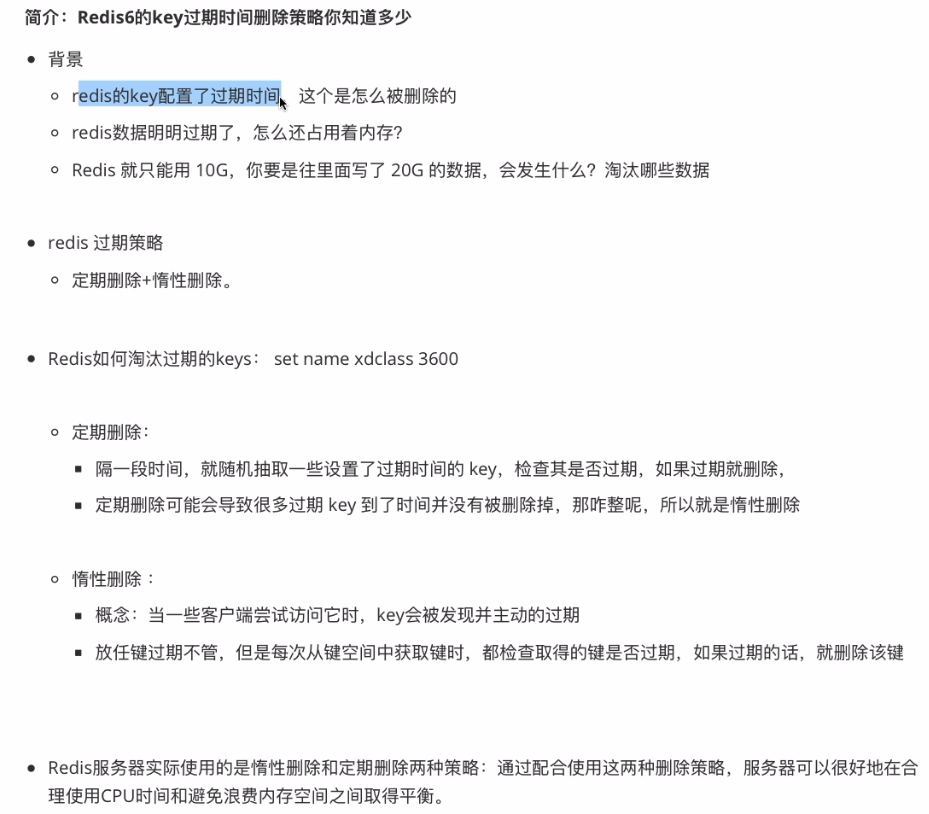 简介：Redis6的key过期时间删除策略你知道多少
背景
redis的key配置了过期时间，这个是怎么被删除的
redis数据明明过期了，怎么还占用着内存？
Redis 就只能用 10G，你要是往里面写了 20G 的数据，会发生什么？淘汰哪些数据
redis 过期策略
定期删除+惰性删除。
Redis如何淘汰过期的keys： set name xdclass 3600
定期删除：
隔一段时间，就随机抽取一些设置了过期时间的 key，检查其是否过期，如果过期就删除，
定期删除可能会导致很多过期 key 到了时间并没有被删除掉，那咋整呢，所以就是惰性删除
惰性删除 ：
概念：当一些客户端尝试访问它时，key会被发现并主动的过期
放任键过期不管，但是每次从键空间中获取键时，都检查取得的键是否过期，如果过期的话，就删除该键
Redis服务器实际使用的是惰性删除和定期删除两种策略：通过配合使用这两种删除策略，服务器可以很好地在合
理使用CPU时间和避免浪费内存空间之间取得平衡。